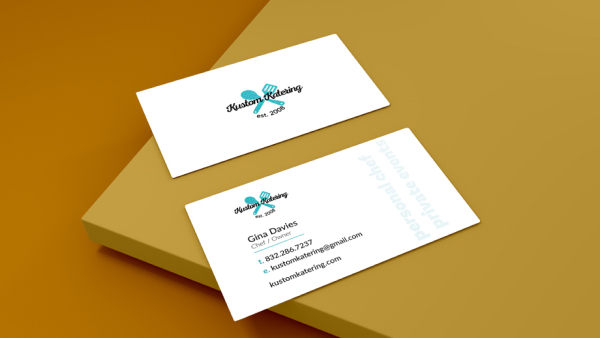 Kustom Katering
est. 2008
Kustom Katering
est. 2008
Gina Davies
Chef / Owner
t. 832.286.7237
e. kustomkatering@gmail.com
kustomkatering.com
personal chef
private events